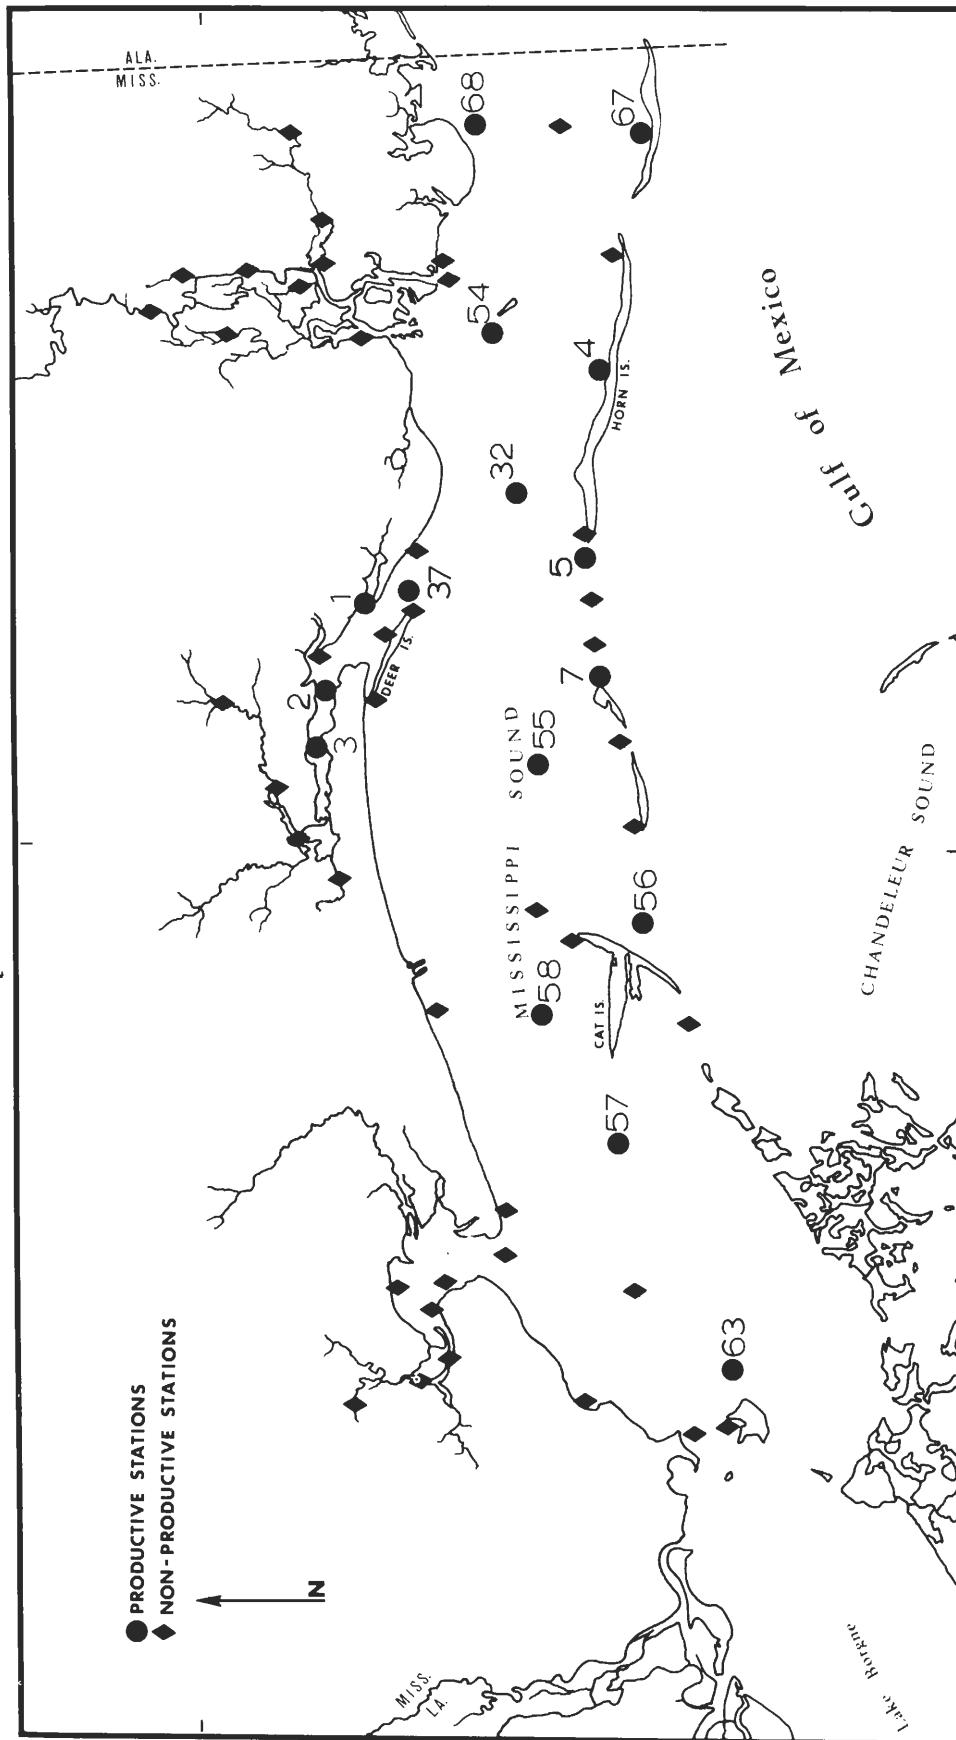 PRODUCTIVE STATIONS
NON-PRODUCTIVE STATIONS
N
MISS.
LA.
ALA.
MISS.
3
2
1
37
DEER IS.
32
54
68
MISSISSIPPI SOUND
63
57
58
55
56
CAT IS.
7
5
4
HORN IS.
67
Lake Borgne
CHANDELEUR SOUND
Gulf of Mexico